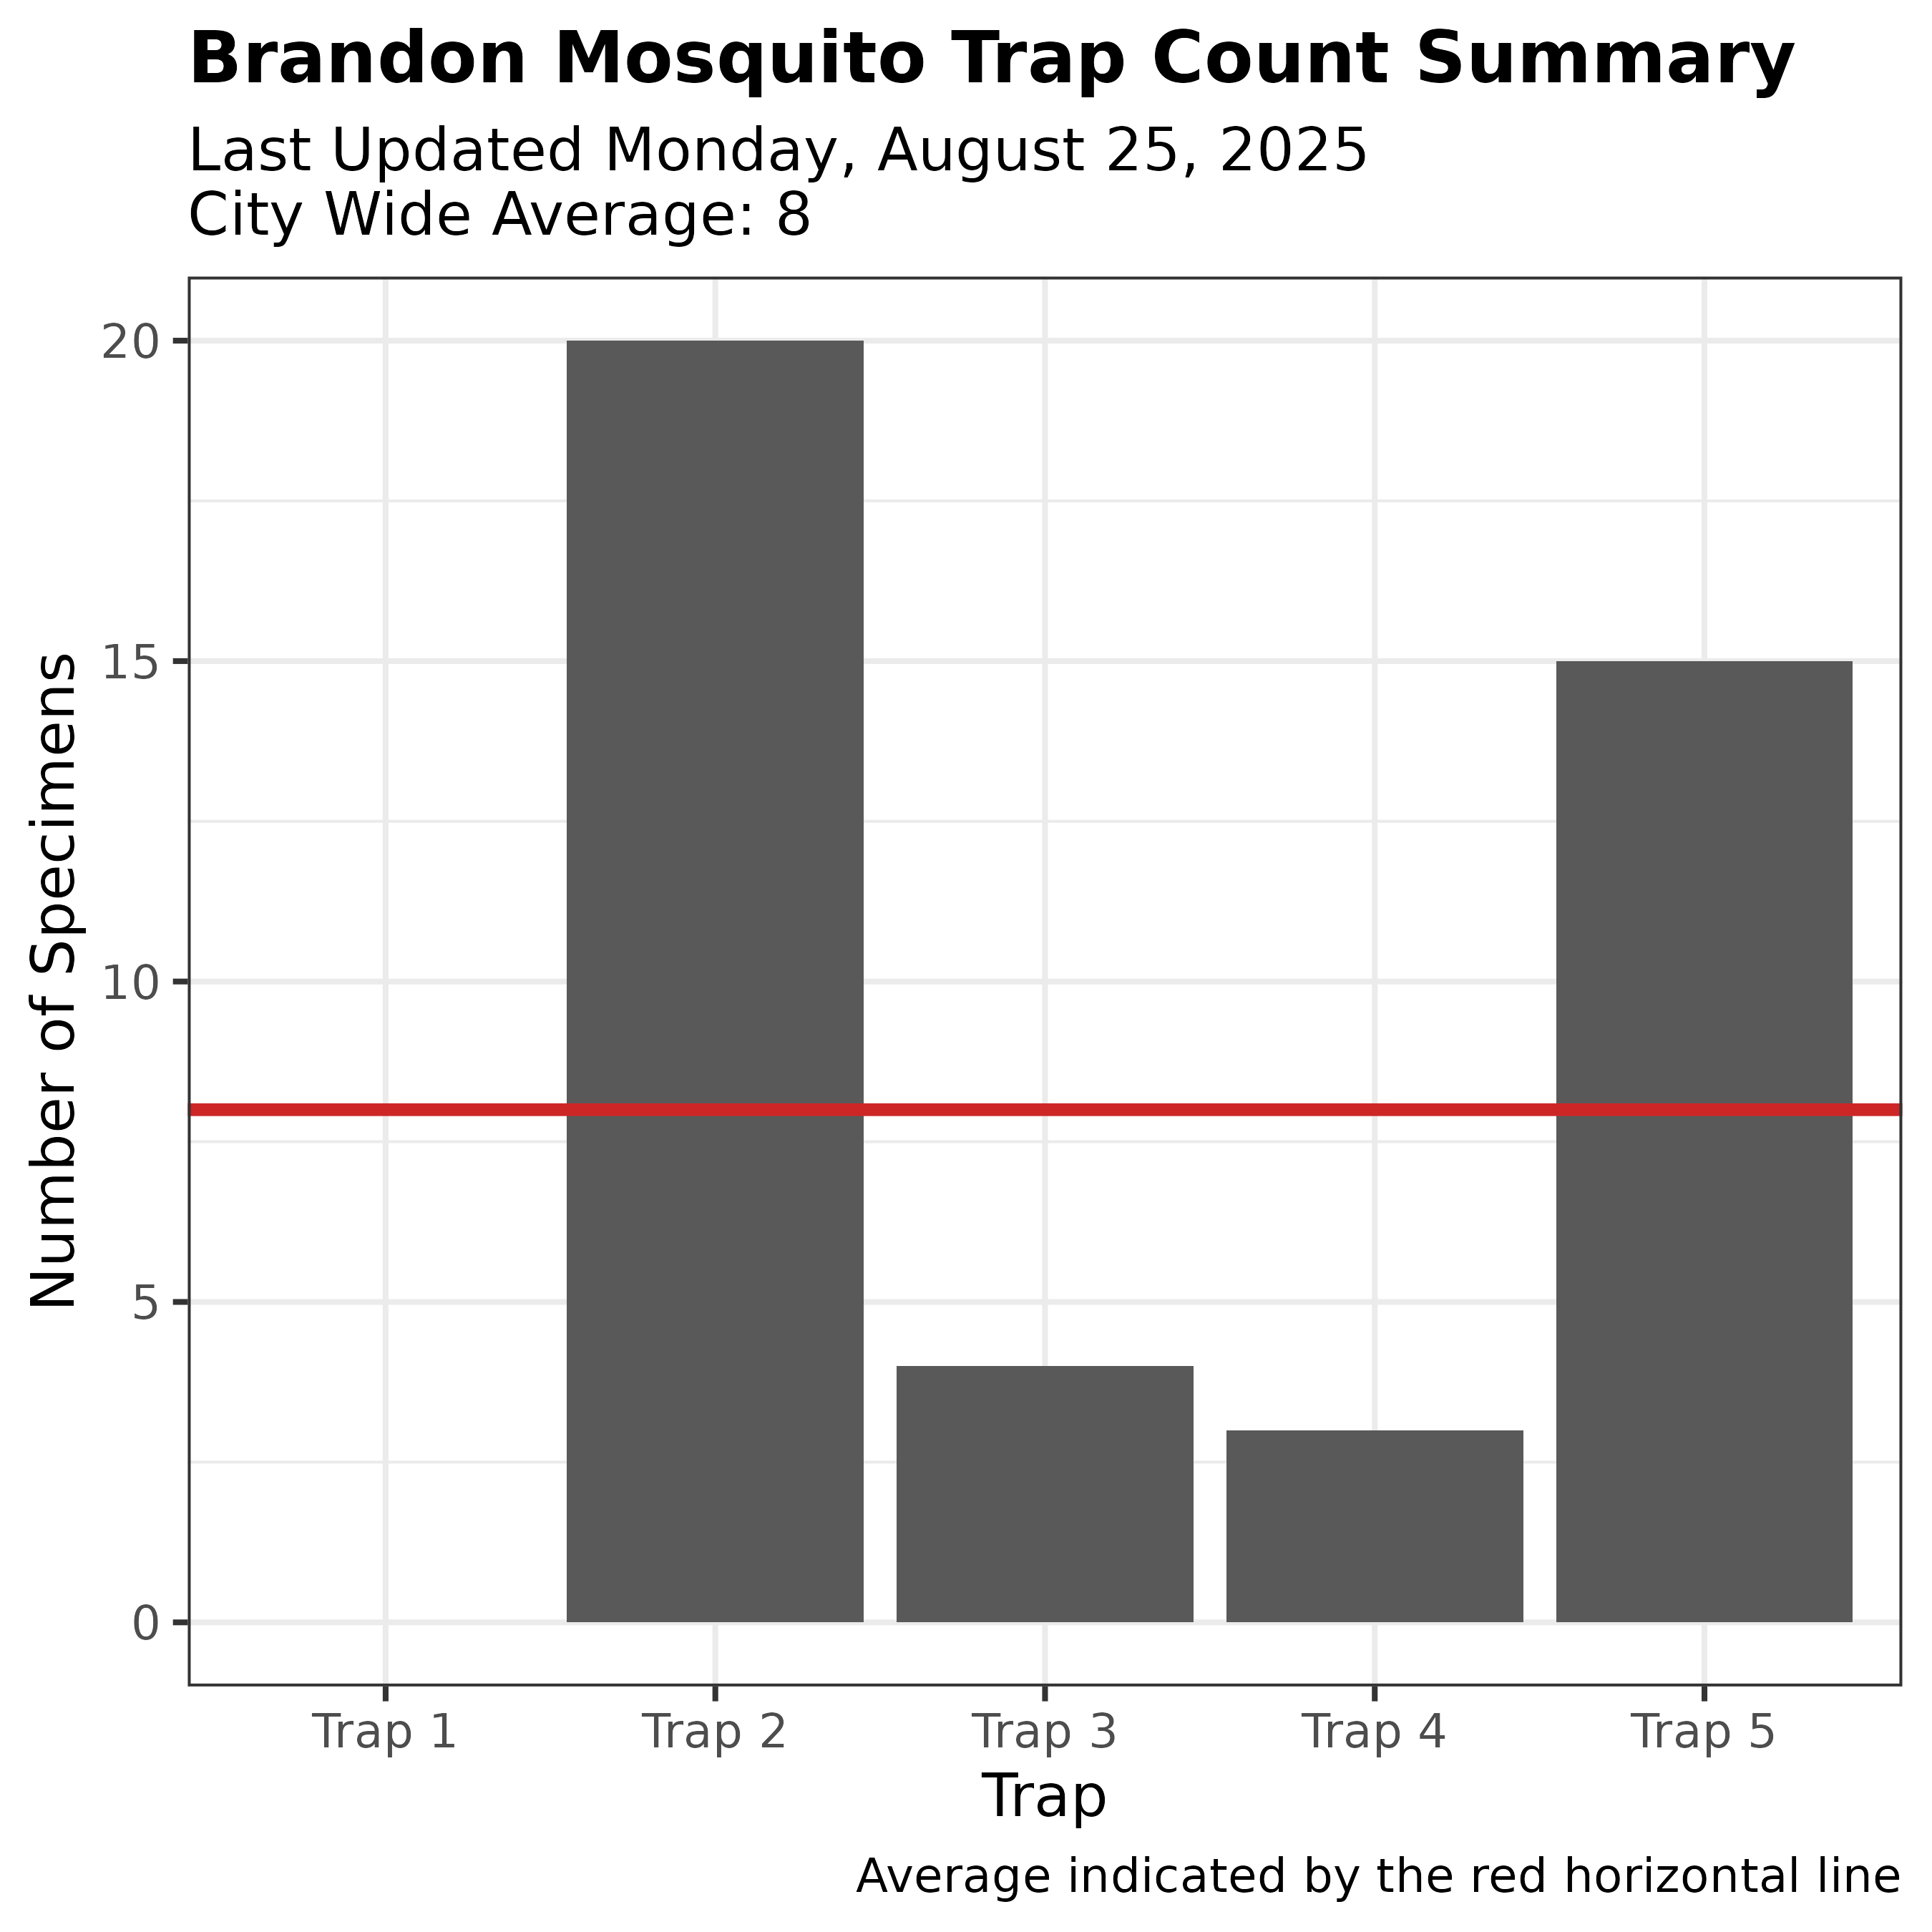 Brandon Mosquito Trap Count Summary
Last Updated Monday, August 25, 2025
City Wide Average: 8
Number of Specimens
20
15
10
5
0
Trap 1 Trap 2 Trap 3 Trap 4 Trap 5
Trap
Average indicated by the red horizontal line